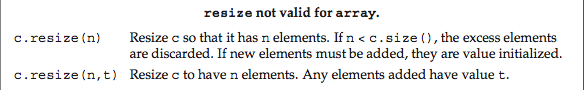 resize not valid for array.
c.resize(n) Resize c so that it has n elements. If n < c.size(), the excess elements
are discarded. If new elements must be added, they are value initialized.
c.resize(n,t) Resize c to have n elements. Any elements added have value t.